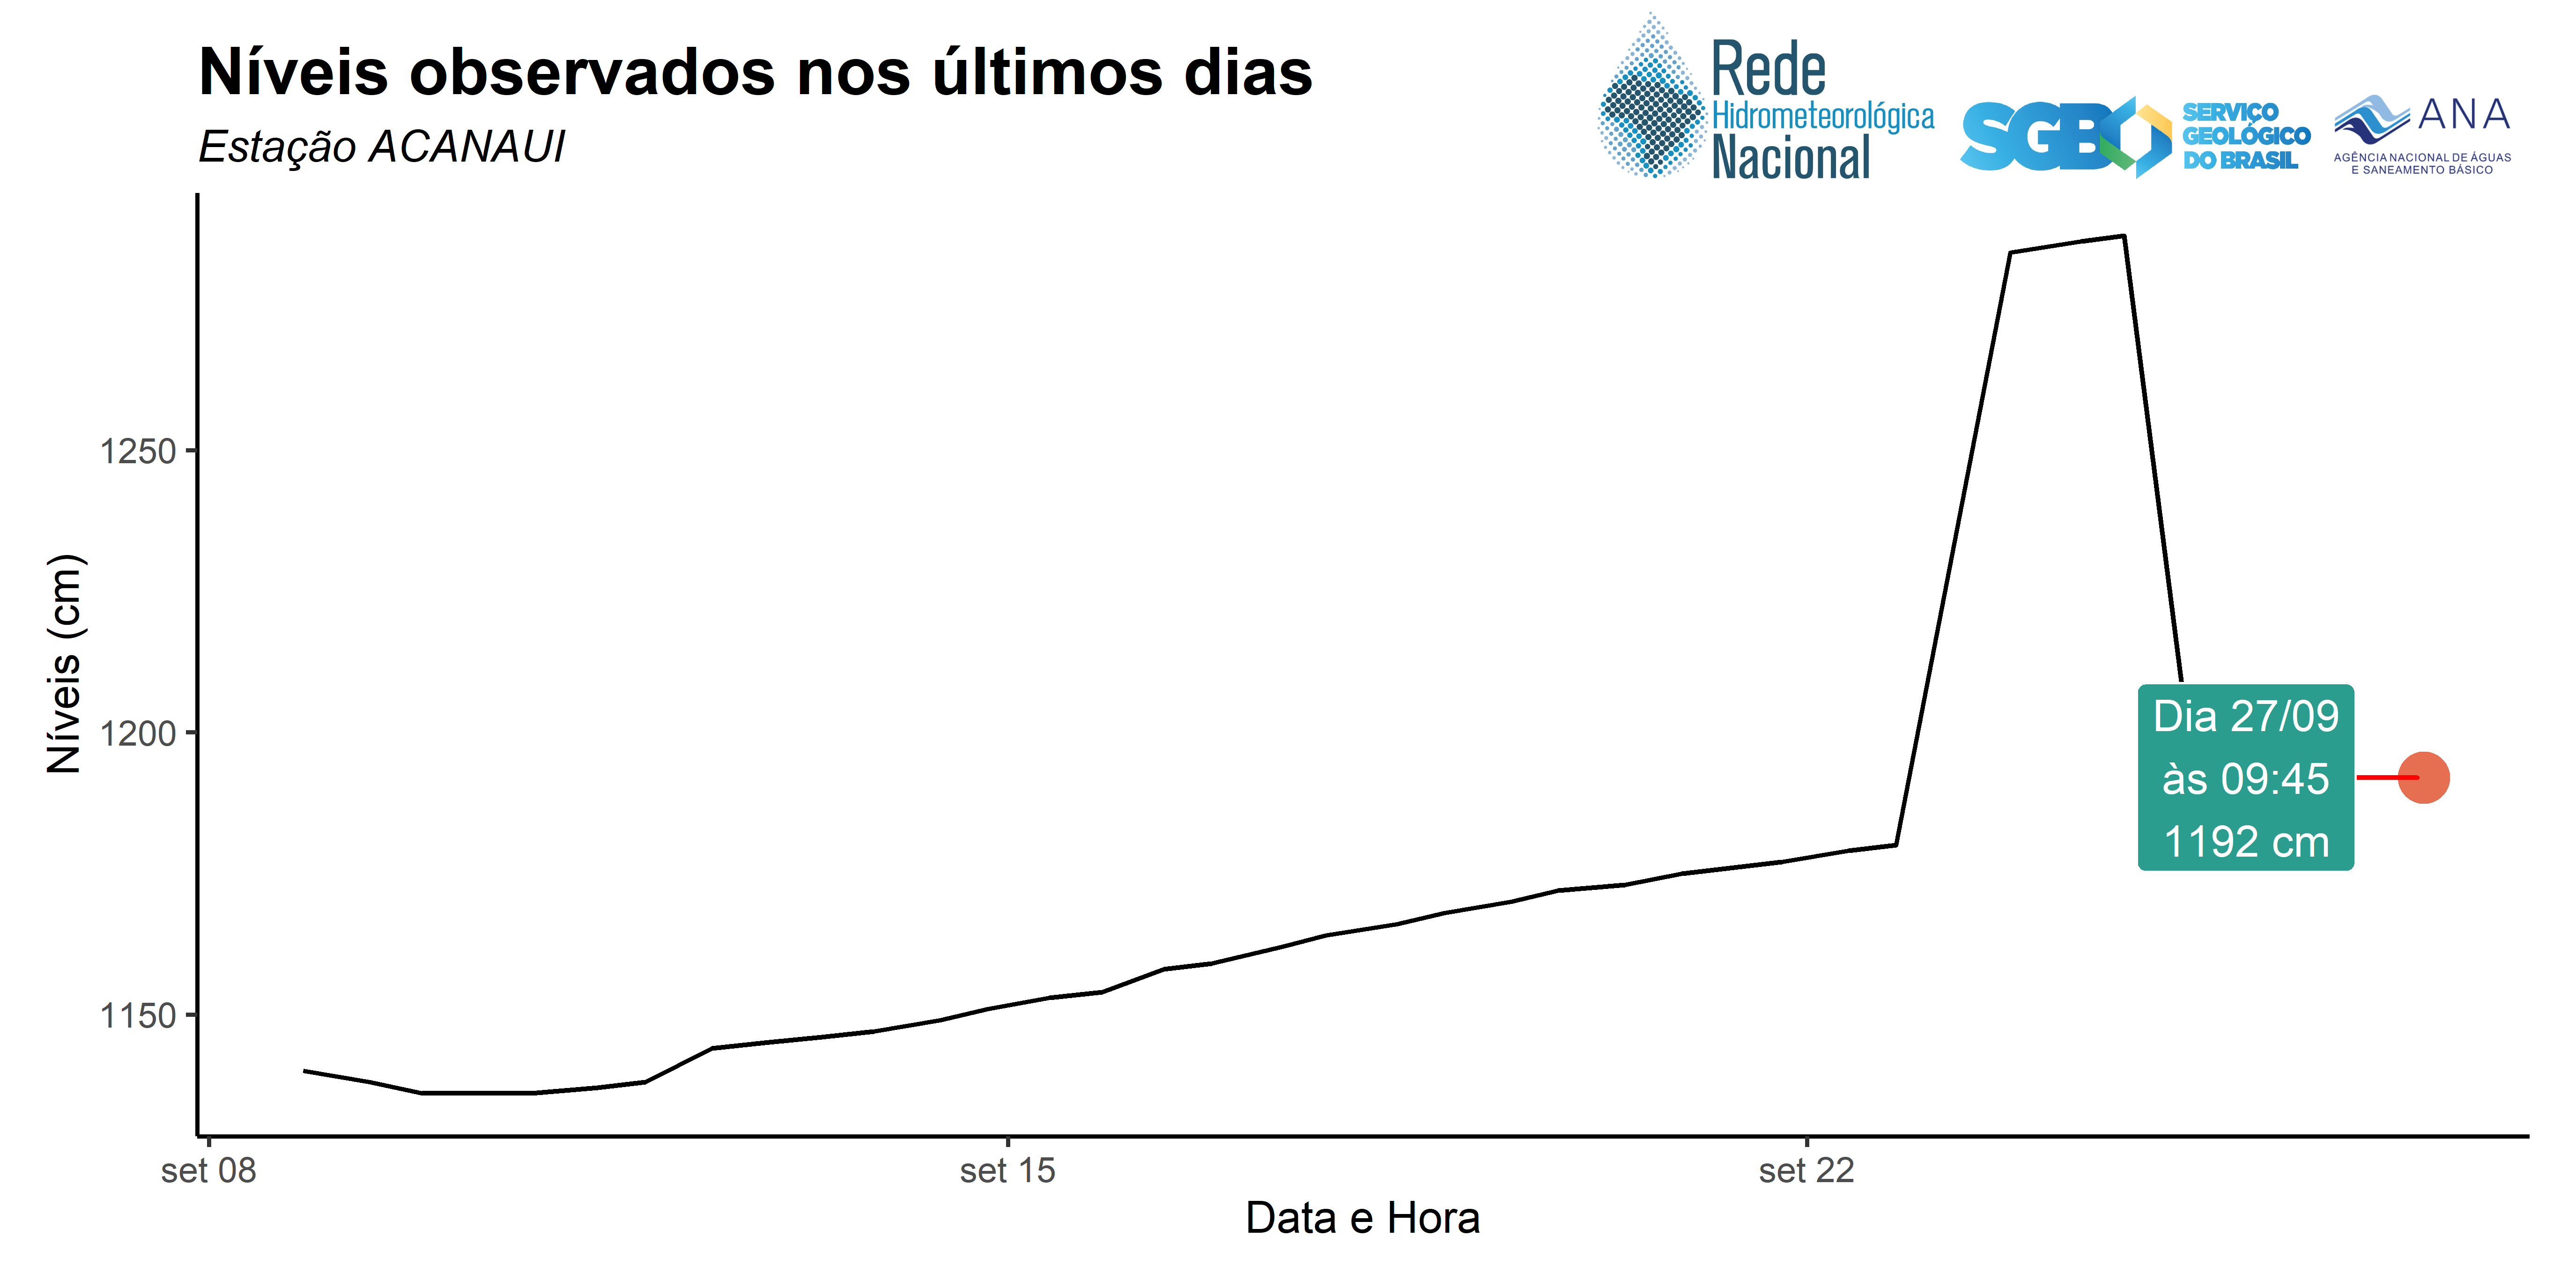 Níveis observados nos últimos dias
Estação ACANAUI
Rede
Hidrometeorológica
Nacional
SGB
SERVIÇO
GEOLÓGICO
DO BRASIL
ANA
AGÊNCIA NACIONAL DE ÁGUAS
E SANEAMENTO BÁSICO
Níveis (cm)
1250
1200
1150
Dia 27/09
às 09:45
1192 cm
set 08
set 15
set 22
Data e Hora